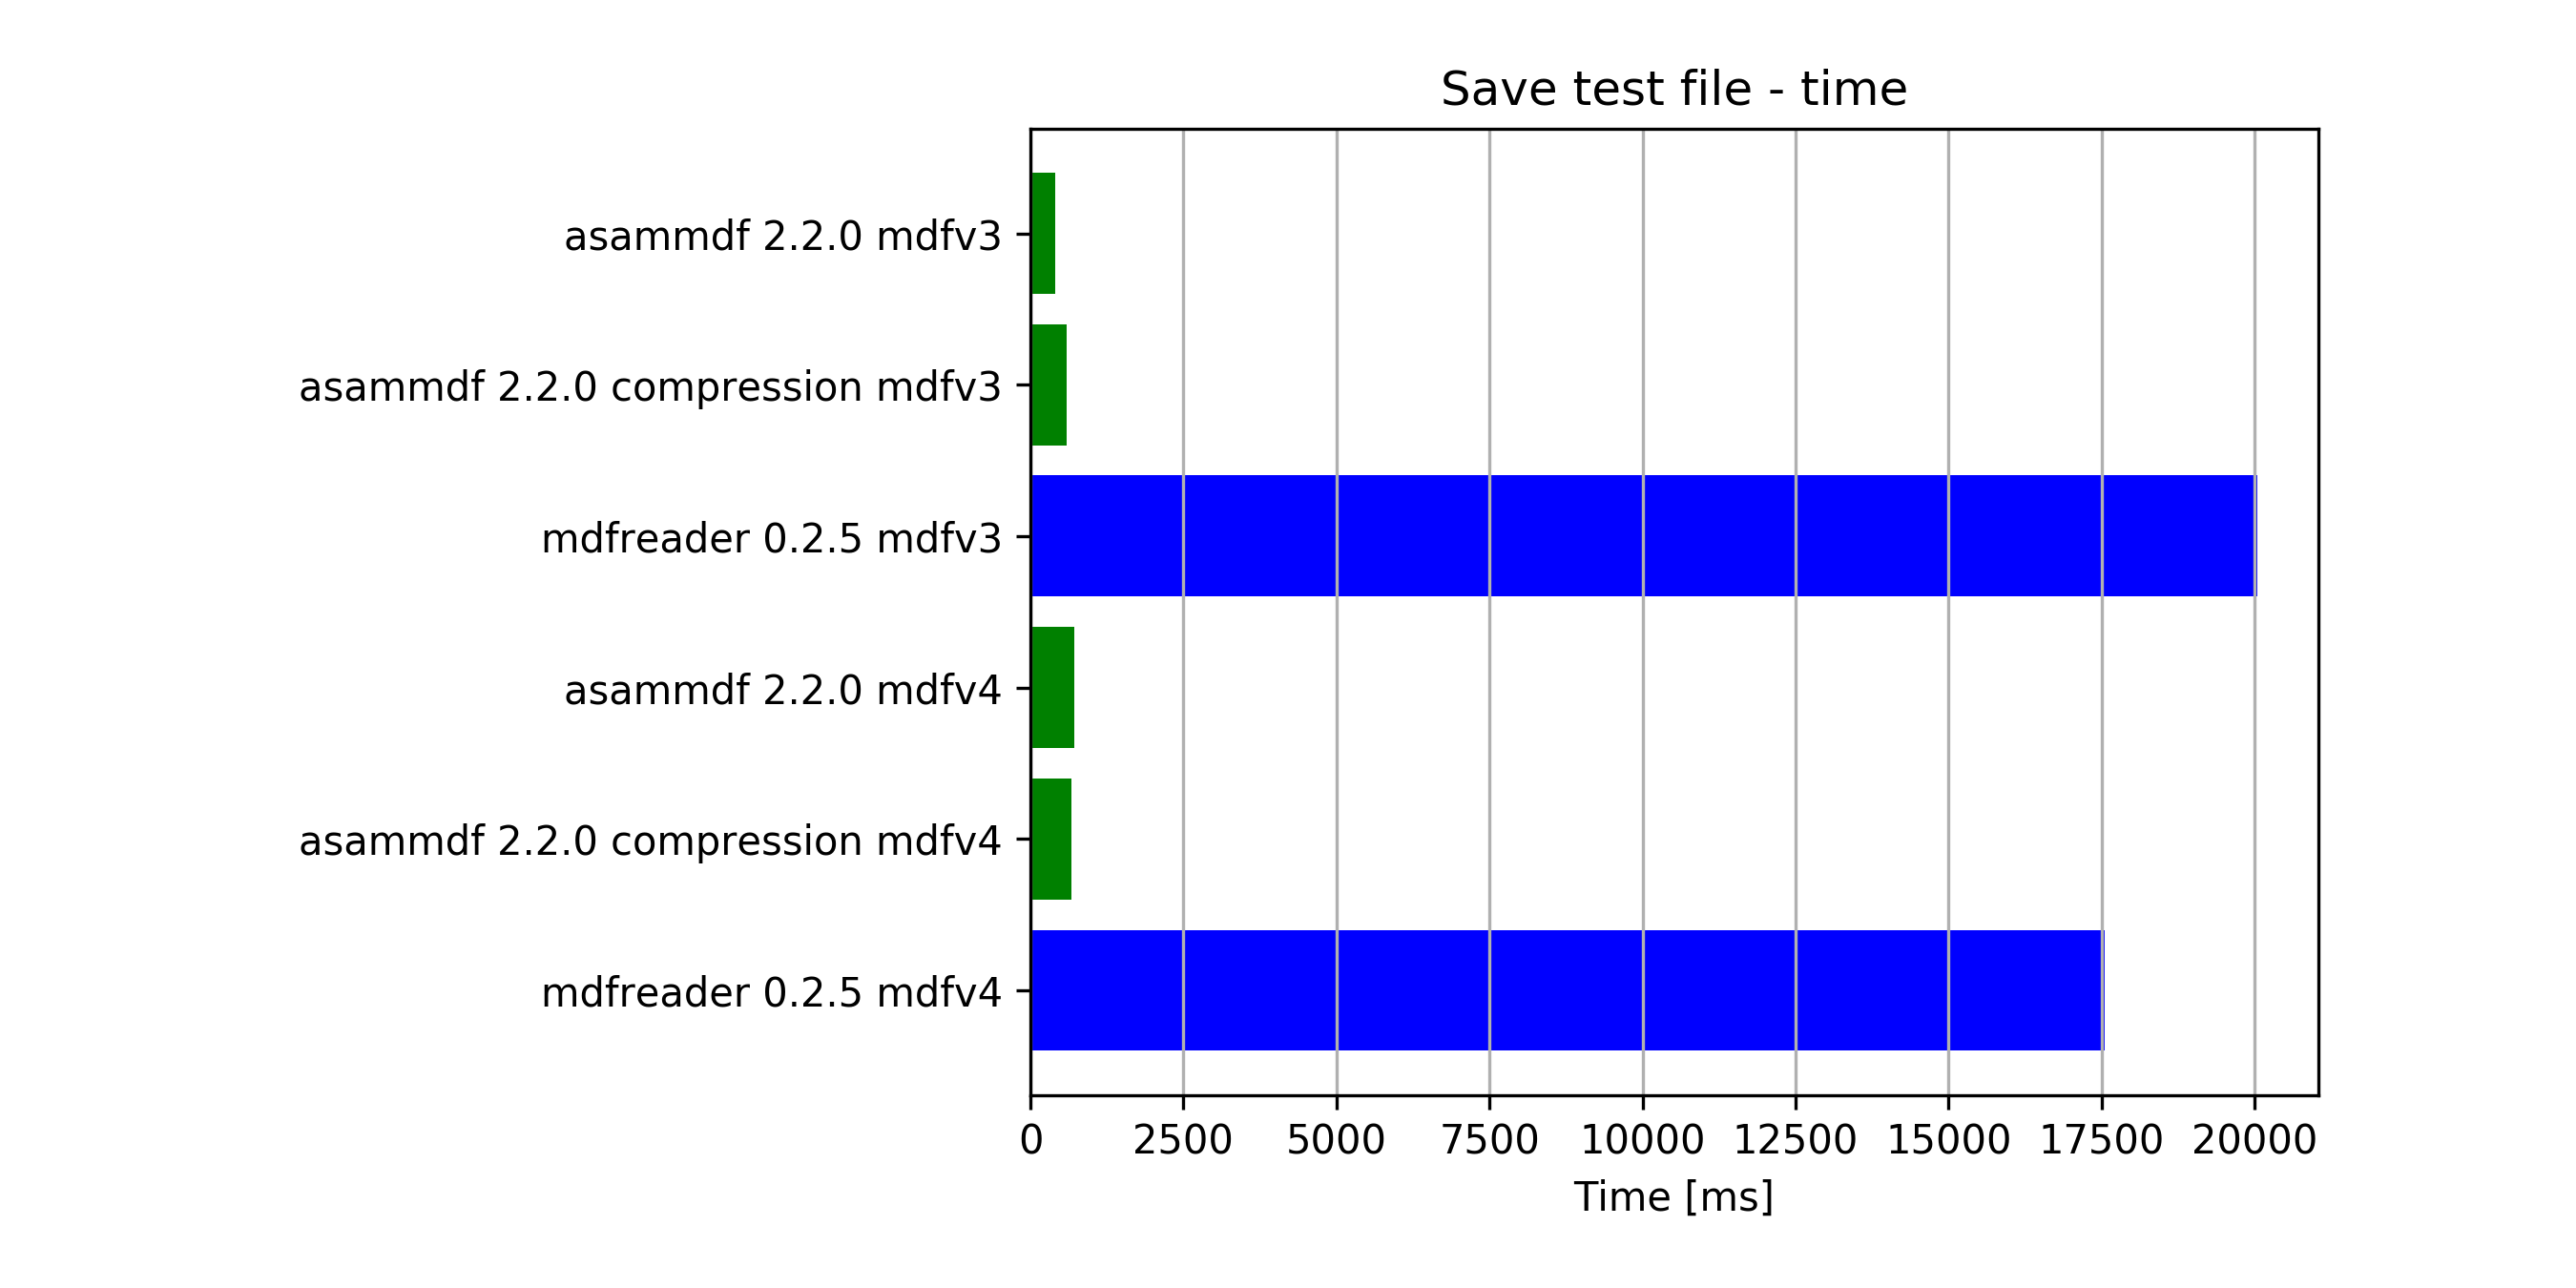 Save test file - time
asammdf 2.2.0 mdfv3
asammdf 2.2.0 compression mdfv3
mdfreader 0.2.5 mdfv3
asammdf 2.2.0 mdfv4
asammdf 2.2.0 compression mdfv4
mdfreader 0.2.5 mdfv4
0 2500 5000 7500 10000 12500 15000 17500 20000
Time [ms]